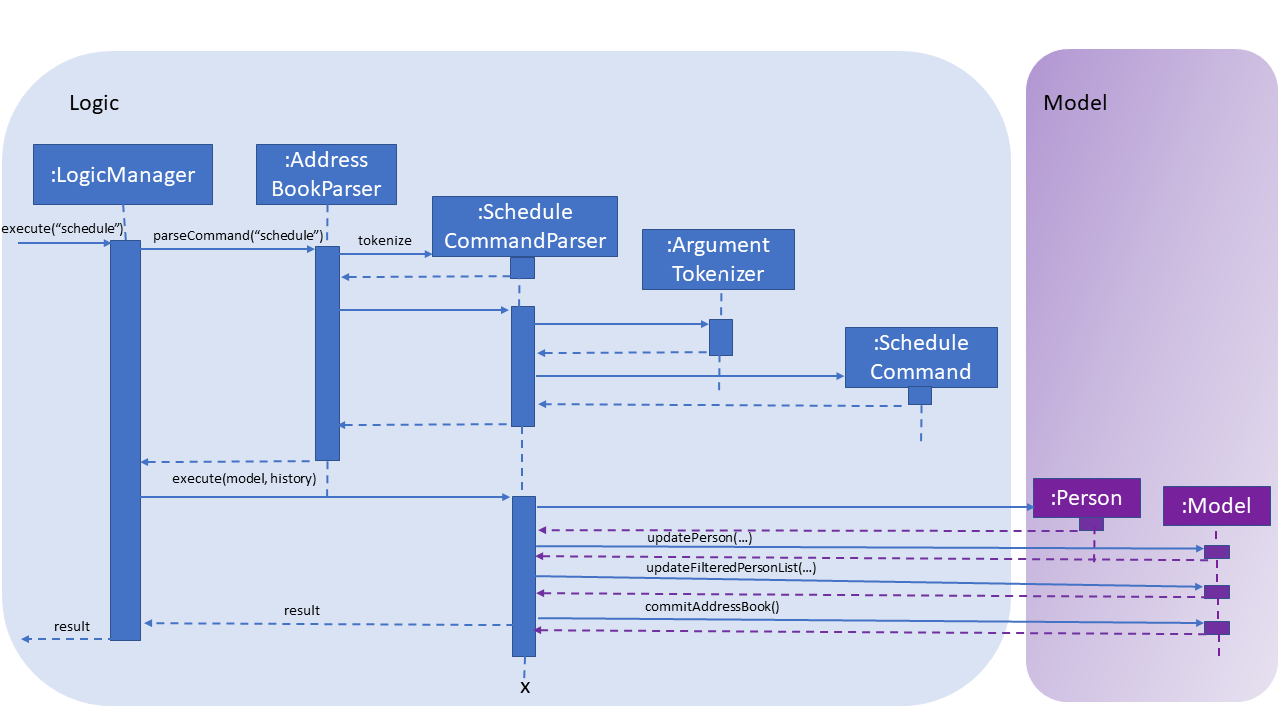 Logic
Model
:LogicManager
:Address
BookParser
:Schedule
CommandParser
:Argument
Tokenizer
:Schedule
Command
execute(“schedule”)
parseCommand(“schedule”)
tokenize
execute(model, history)
:Person
:Model
updatePerson(...)
updateFilteredPersonList(...)
commitAddressBook()
result
result
x